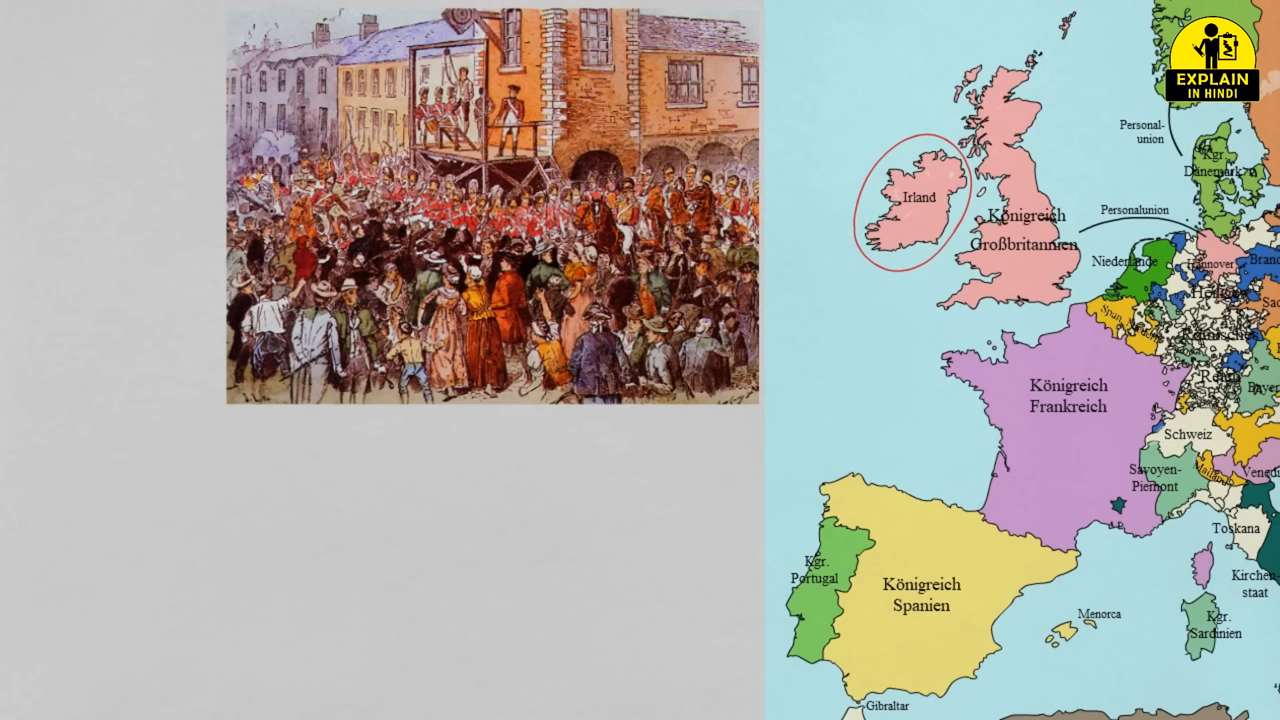 EXPLAIN
IN HINDI
Personal-
union
Kgr.
Dänemark
Irland
Königreich
Großbritannien
Personalunion
Niederlande
Hannover
Königreich
Frankreich
Schweiz
Savoyen-
Piemont
Mailand
Toskana
Kirchen-
staat
Kgr.
Portugal
Königreich
Spanien
Menorca
Kgr.
Sardinien
Gibraltar